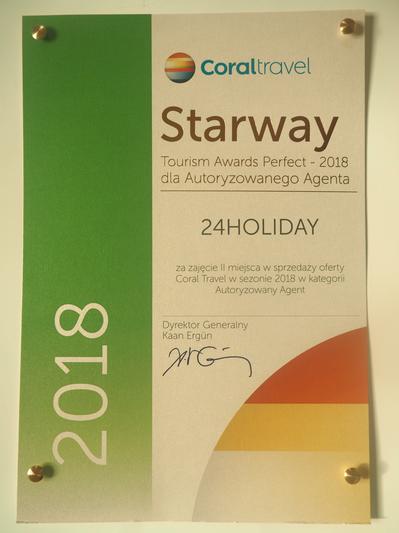 Coraltravel
Starway
Tourism Awards Perfect - 2018
dla Autoryzowanego Agenta
24HOLIDAY
za zajęcie II miejsca w sprzedaży oferty
Coral Travel w sezonie 2018 w kategorii
Autoryzowany Agent
Dyrektor Generalny
Kaan Ergün
2018